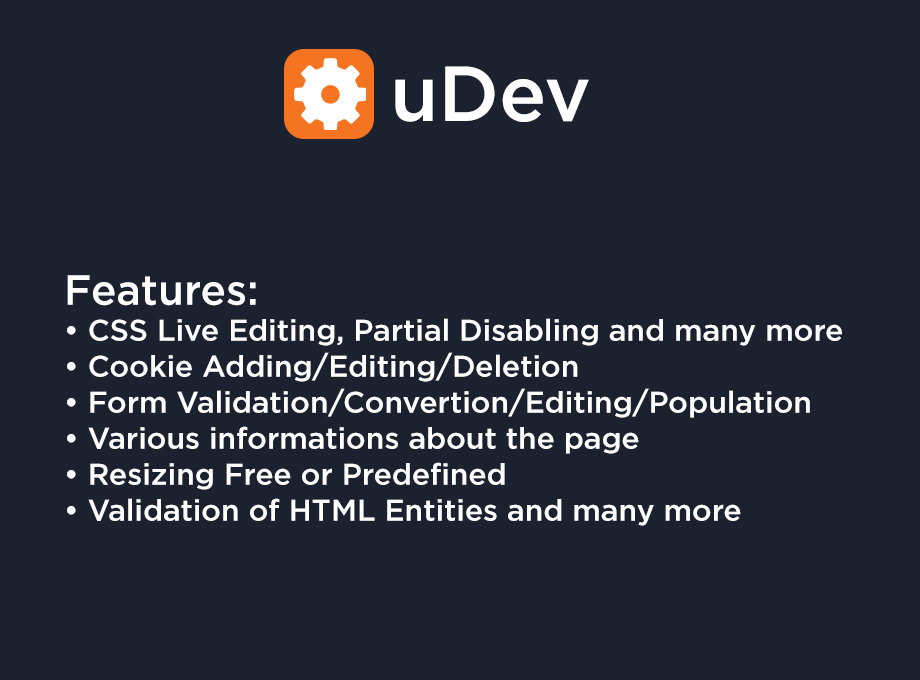 uDev
Features:
• CSS Live Editing, Partial Disabling and many more
• Cookie Adding/Editing/Deletion
• Form Validation/Convertion/Editing/Population
• Various informations about the page
• Resizing Free or Predefined
• Validation of HTML Entities and many more